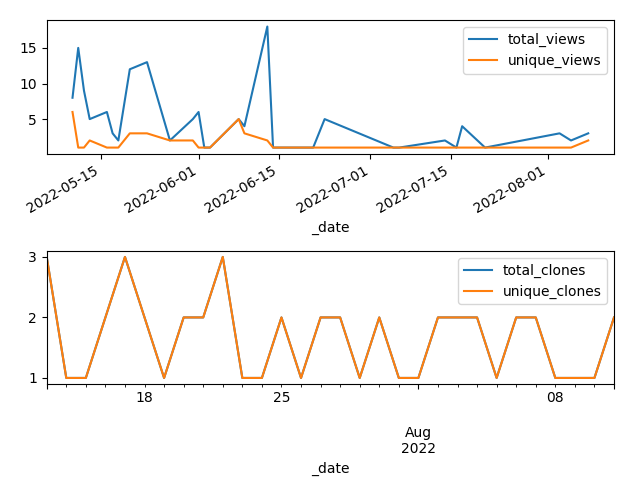 total_views
unique_views
15
10
5
2022-05-15
2022-06-01
2022-06-15
2022-07-01
2022-07-15
2022-08-01
_date
total_clones
unique_clones
3
2
1
18
25
08
Aug
2022
_date